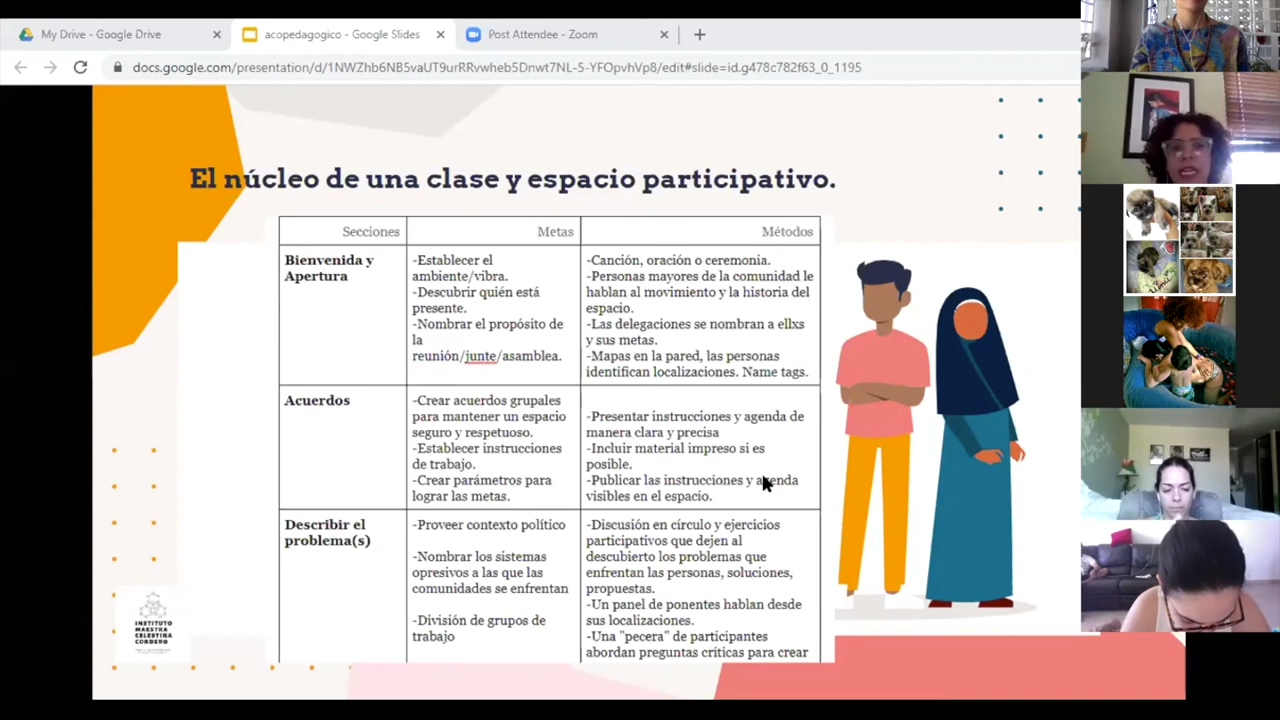 My Drive - Google Drive
acopedagogico - Google Slides
Post Attendee - Zoom
docs.google.com/presentation/d/1NWZhb6NB5vaUT9urRRvwheb5Dnwt7NL-5-YFOpvhVp8/edit#slide=id.g478c782f63_0_1195
El núcleo de una clase y espacio participativo.
Secciones
Metas
Métodos
Bienvenida y
Apertura
-Establecer el
ambiente/vibra.
-Descubrir quién está
presente.
-Nombrar el propósito de
la
reunión/junte/asamblea.
-Canción, oración o ceremonia.
-Personas mayores de la comunidad le
hablan al movimiento y la historia del
espacio.
-Las delegaciones se nombran a ellxs
y sus metas.
-Mapas en la pared, las personas
identifican localizaciones. Name tags.
Acuerdos
-Crear acuerdos grupales
para mantener un espacio
seguro y respetuoso.
-Establecer instrucciones
de trabajo.
-Crear parámetros para
lograr las metas.
-Presentar instrucciones y agenda de
manera clara y precisa
-Incluir material impreso si es
posible.
-Publicar las instrucciones y agenda
visibles en el espacio.
Describir el
problema(s)
-Proveer contexto político
-Nombrar los sistemas
opresivos a las que las
comunidades se enfrentan
-División de grupos de
trabajo
-Discusión en círculo y ejercicios
participativos que dejen al
descubierto los problemas que
enfrentan las personas, soluciones,
propuestas.
-Un panel de ponentes hablan desde
sus localizaciones.
-Una "pecera" de participantes
abordan preguntas críticas para crear
INSTITUTO
MAESTRA
CELESTINA
CORDERO